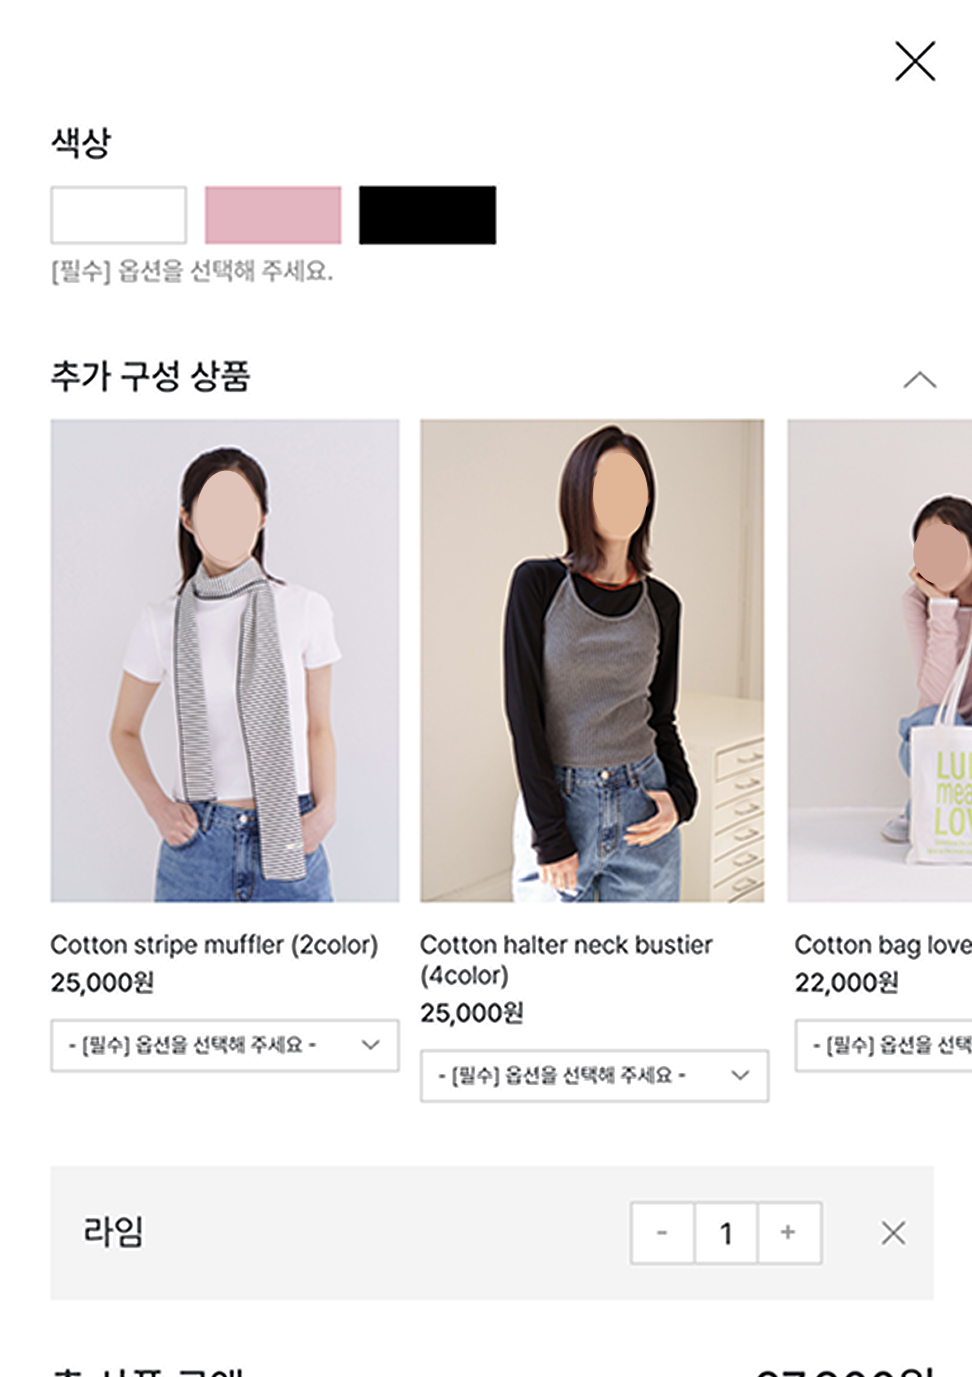 색상
[필수] 옵션을 선택해 주세요.
추가 구성 상품
Cotton stripe muffler (2color)
25,000원
- [필수] 옵션을 선택해 주세요 -
Cotton halter neck bustier
(4color)
25,000원
- [필수] 옵션을 선택해 주세요 -
LU
mea
LO
Cotton bag love
22,000원
- [필수] 옵션을 선택
라임
- 1 +